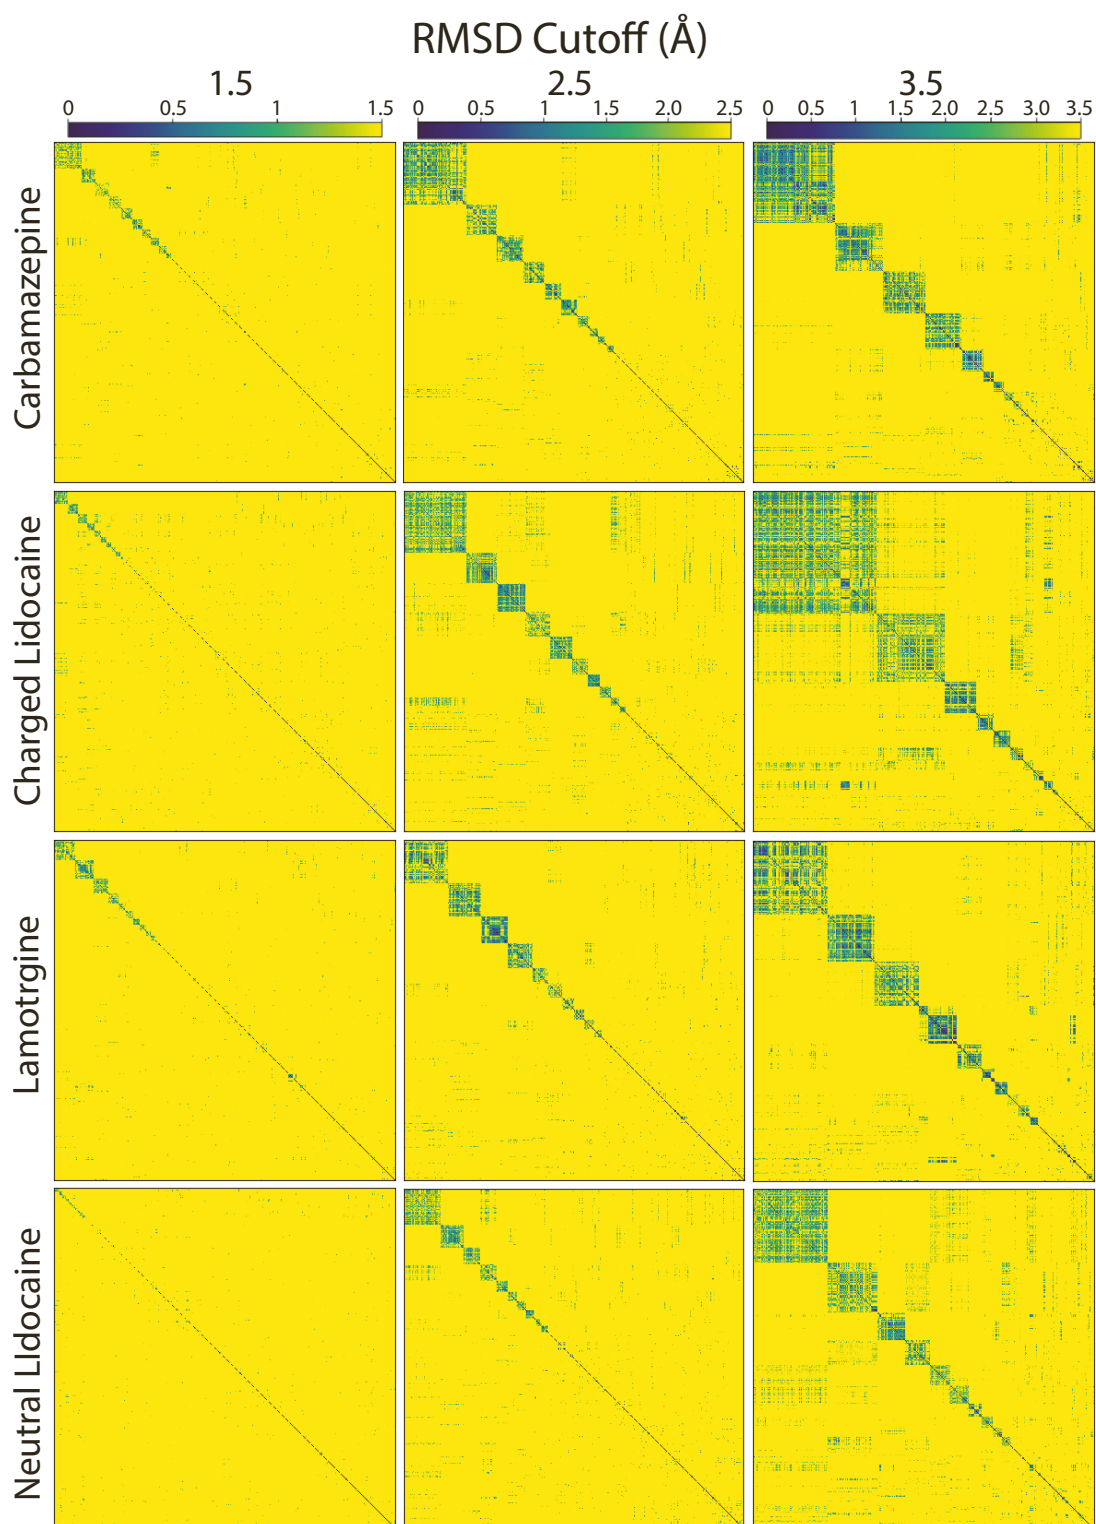 RMSD Cutoff (Å)
1.5 2.5 3.5
0 0.5 1 1.5 0 0.5 1 1.5 2.0 2.5 0 0.5 1 1.5 2.0 2.5 3.0 3.5
Carbamazepine
Charged Lidocaine
Lamotrgine
Neutral LIdocaine